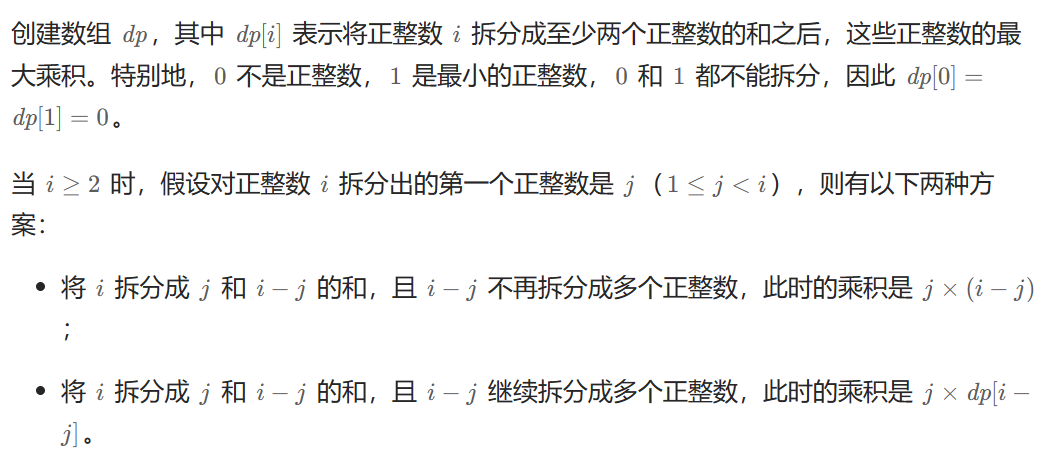 创建数组 dp，其中 dp[i] 表示将正整数 i 拆分成至少两个正整数的和之后，这些正整数的最
大乘积。特别地，0 不是正整数，1 是最小的正整数，0 和 1 都不能拆分，因此 dp[0] =
dp[1] = 0。
当 i ≥ 2 时，假设对正整数 i 拆分出的第一个正整数是 j（1 ≤ j < i），则有以下两种方
案：
• 将 i 拆分成 j 和 i − j 的和，且 i − j 不再拆分成多个正整数，此时的乘积是 j × (i − j)
；
• 将 i 拆分成 j 和 i − j 的和，且 i − j 继续拆分成多个正整数，此时的乘积是 j × dp[i −
j]。